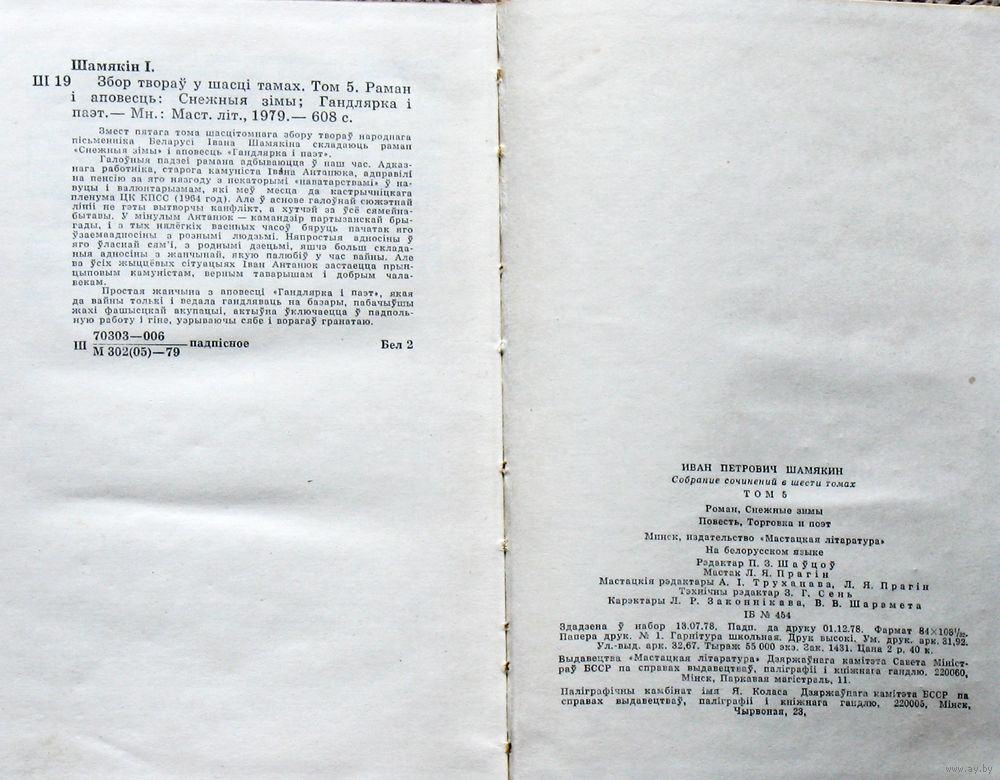 Шамякін І.
Ш 19 Збор твораў у шасці тамах. Том 5. Раман
і аповесць: Снежныя зімы; Гандлярка і
паэт.— Мн.: Маст. літ., 1979.— 608 с.
Змест пятага тома шасцітомнага збору твораў народнага
пісьменніка Беларусі Івана Шамякіна складаюць раман
«Снежныя зімы» і аповесць «Гандлярка і паэт».
Галоўныя падзеі рамана адбываюцца ў наш час. Адказ-
нага работніка, старога камуніста Івана Антанюка, адправілі
на пенсію за яго нязгоду з некаторымі «наватарствамі» ў на-
вуцы і валюнтарызмам, які меў месца да кастрычніцкага
пленума ЦК КПСС (1964 год). Але ў аснове галоўнай сюжэтнай
лініі не гэты вытворчы канфлікт, а хутчэй за ўсё сямейна-
бытавы. У мінулым Антанюк — камандзір партызанскай бры-
гады, і з тых нялёгкіх ваенных часоў бяруць пачатак яго
ўзаемаадносіны з рознымі людзьмі. Няпростыя адносіны ў
яго ўласнай сям'і, з роднымі дзецьмі, яшчэ больш склада-
ныя адносіны з жанчынай, якую палюбіў у час вайны. Але
ва ўсіх жыццёвых сітуацыях Іван Антанюк застаецца прын-
цыповым камуністам, верным таварышам і добрым чала-
векам.
Простая жанчына з аповесці «Гандлярка і паэт», якая
да вайны толькі і ведала гандляваць на базары, пабачыўшы
жахі фашысцкай акупацыі, актыўна ўключаецца ў падполь-
ную работу і гіне, узрываючы сябе і ворагаў гранатаю.
70303—006
Ш падпісное Бел 2
М 302(05)—79
ИВАН ПЕТРОВИЧ ШАМЯКИН
Собрание сочинений в шести томах
ТОМ 5
Роман, Снежные зимы
Повесть, Торговка и поэт
Минск, издательство «Мастацкая літаратура»
На белорусском языке
Рэдактар П. З. Шаўцоў
Мастак Л. Я. Прагін
Мастацкія рэдактары А. І. Труханава, Л. Я. Прагін
Тэхнічны рэдактар З. Г. Сень
Карэктары Л. Р. Законнікава, В. В. Шарамета
ІБ № 454
Здадзена ў набор 13.07.78. Падп. да друку 01.12.78. Фармат 84×108¹/₃₂.
Папера друк. № 1. Гарнітура школьная. Друк высокі. Ум. друк. арк. 31,92.
Ул.-выд. арк. 32,67. Тыраж 55 000 экз. Зак. 1431. Цана 2 р. 40 к.
Выдавецтва «Мастацкая літаратура» Дзяржаўнага камітэта Савета Мініст-
раў БССР па справах выдавецтваў, паліграфіі і кніжнага гандлю. 220060,
Мінск, Паркавая магістраль, 11.
Паліграфічны камбінат імя Я. Коласа Дзяржаўнага камітэта БССР па
справах выдавецтваў, паліграфіі і кніжнага гандлю, 220005, Мінск,
Чырвоная, 23,
www.ay.by